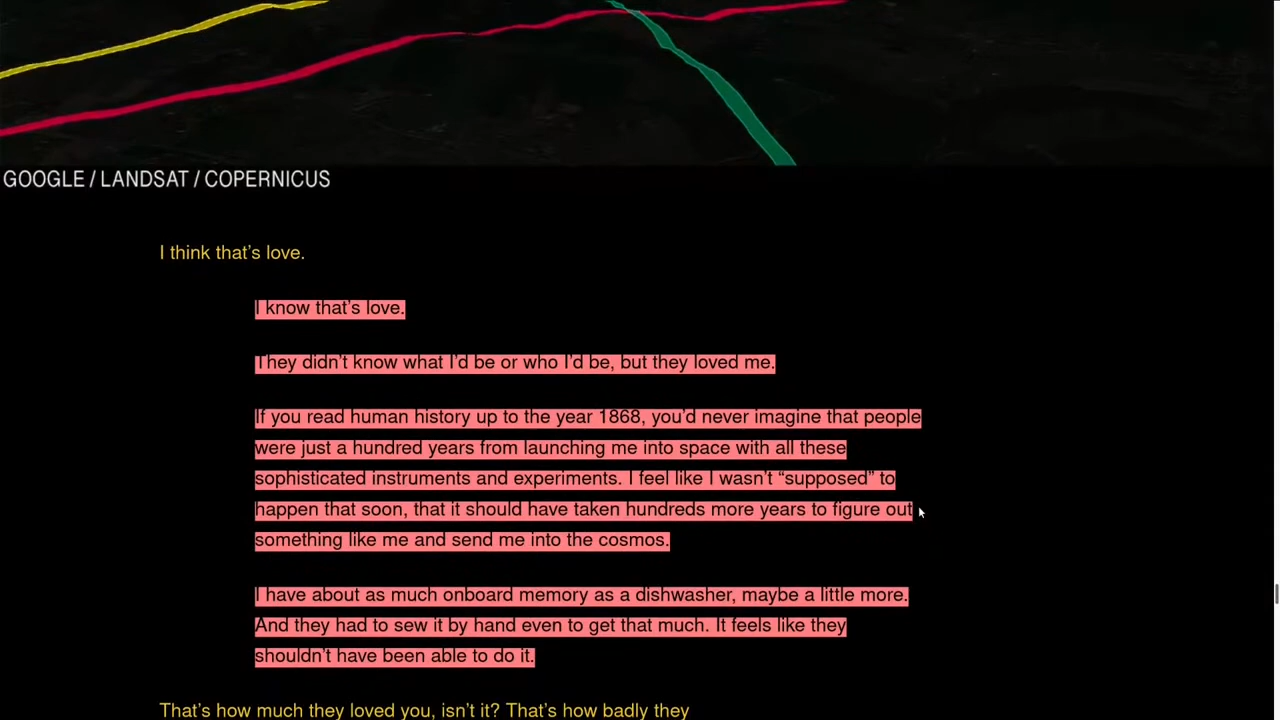 GOOGLE / LANDSAT / COPERNICUS
I think that’s love.
I know that’s love.
They didn’t know what I’d be or who I’d be, but they loved me.
If you read human history up to the year 1868, you’d never imagine that people
were just a hundred years from launching me into space with all these
sophisticated instruments and experiments. I feel like I wasn’t “supposed” to
happen that soon, that it should have taken hundreds more years to figure out
something like me and send me into the cosmos.
I have about as much onboard memory as a dishwasher, maybe a little more.
And they had to sew it by hand even to get that much. It feels like they
shouldn’t have been able to do it.
That’s how much they loved you, isn’t it? That’s how badly they